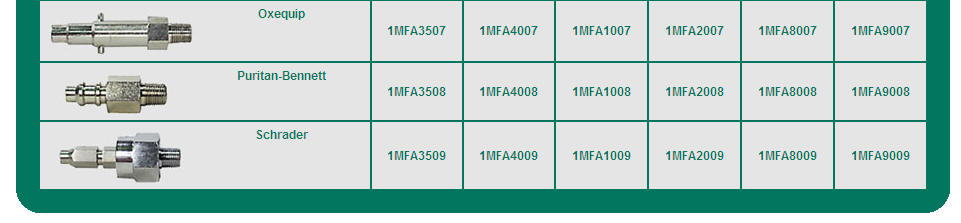 Oxequip
1MFA3507 1MFA4007 1MFA1007 1MFA2007 1MFA8007 1MFA9007
Puritan-Bennett
1MFA3508 1MFA4008 1MFA1008 1MFA2008 1MFA8008 1MFA9008
Schrader
1MFA3509 1MFA4009 1MFA1009 1MFA2009 1MFA8009 1MFA9009